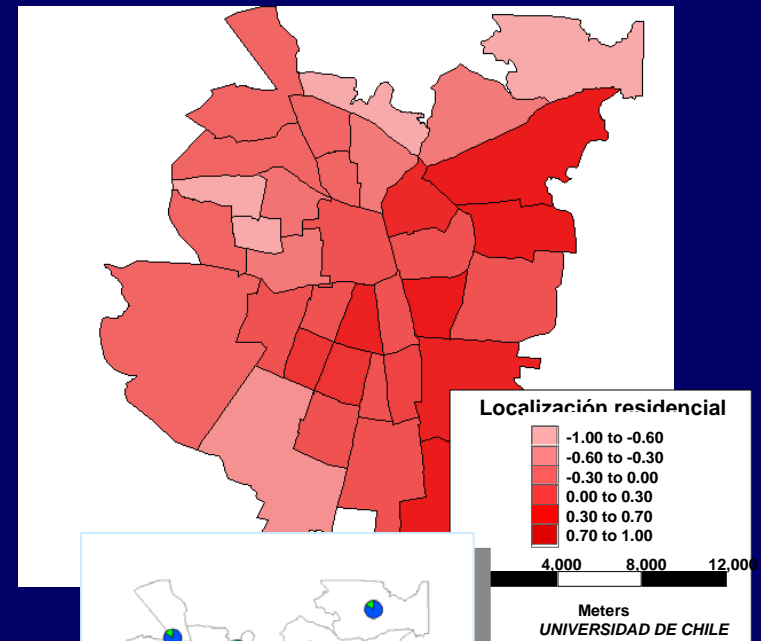 Localización residencial
-1.00 to -0.60
-0.60 to -0.30
-0.30 to 0.00
0.00 to 0.30
0.30 to 0.70
0.70 to 1.00
4,000 8,000 12,000
Meters
UNIVERSIDAD DE CHILE